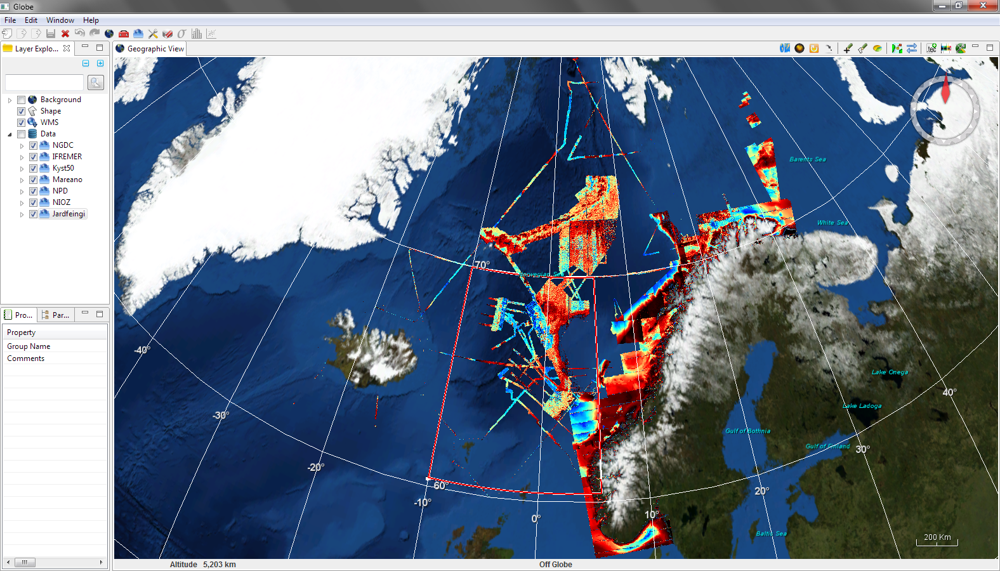 Globe
File Edit Window Help
Layer Explo...
Geographic View
.tec
Background
Shape
WMS
Data
NGDC
IFREMER
Kyst50
Mareano
NPD
NIOZ
Jardfeingi
Pro...
Par...
Property
Group Name
Comments
Barents Sea
White Sea
70°
Norwegian Sea
-40°
Lake Onega
40°
Lake Ladoga
-30°
Gulf of Bothnia
Gulf of Finland
30°
-20°
60°
20°
-10°
10°
0°
Baltic Sea
200 Km
Altitude 5,203 km
Off Globe